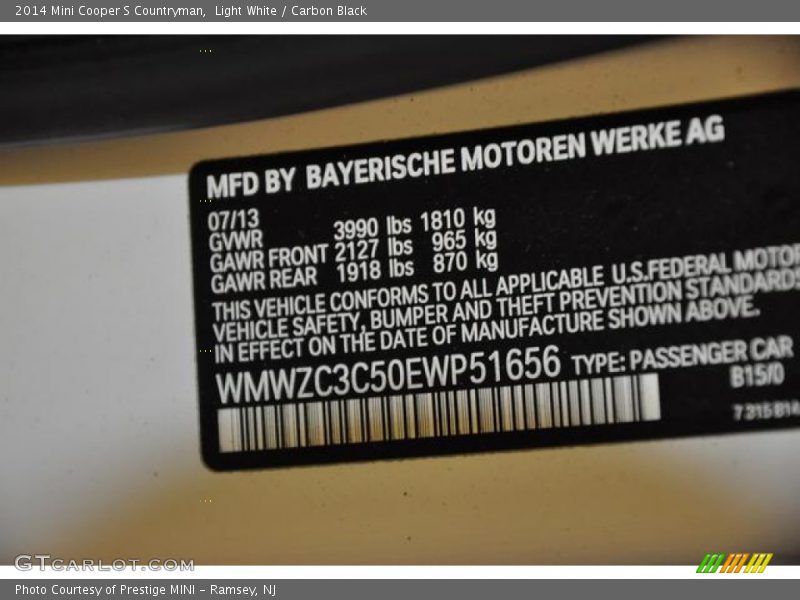 2014 Mini Cooper S Countryman,  Light White / Carbon Black
MFD BY BAYERISCHE MOTOREN WERKE AG
07/13
GVWR 3990 lbs 1810 kg
GAWR FRONT 2127 lbs 965 kg
GAWR REAR 1918 lbs 870 kg
THIS VEHICLE CONFORMS TO ALL APPLICABLE U.S.FEDERAL MOTOR
VEHICLE SAFETY, BUMPER AND THEFT PREVENTION STANDARDS
IN EFFECT ON THE DATE OF MANUFACTURE SHOWN ABOVE.
WMWZC3C50EWP51656 TYPE: PASSENGER CAR
B15/0
7 315 814
GTCARLOT.COM
Photo Courtesy of Prestige MINI - Ramsey, NJ